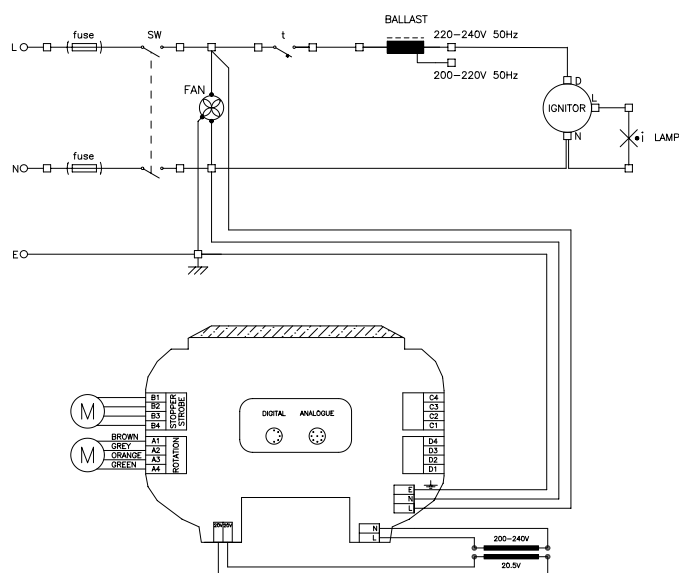 BALLAST
fuse SW t 220-240V 50Hz
L
200-220V 50Hz
FAN
D
L
IGNITOR
N
i LAMP
fuse
N
E
B1 C4
B2 C3
B3 C2
B4 C1
STOPPER STROBE
M
DIGITAL ANALOGUE
BROWN A1 D4
GREY A2 D3
ORANGE A3 D2
GREEN A4 D1
ROTATION
M
E
N
L
20V 20V
N
L
200-240V
20.5V